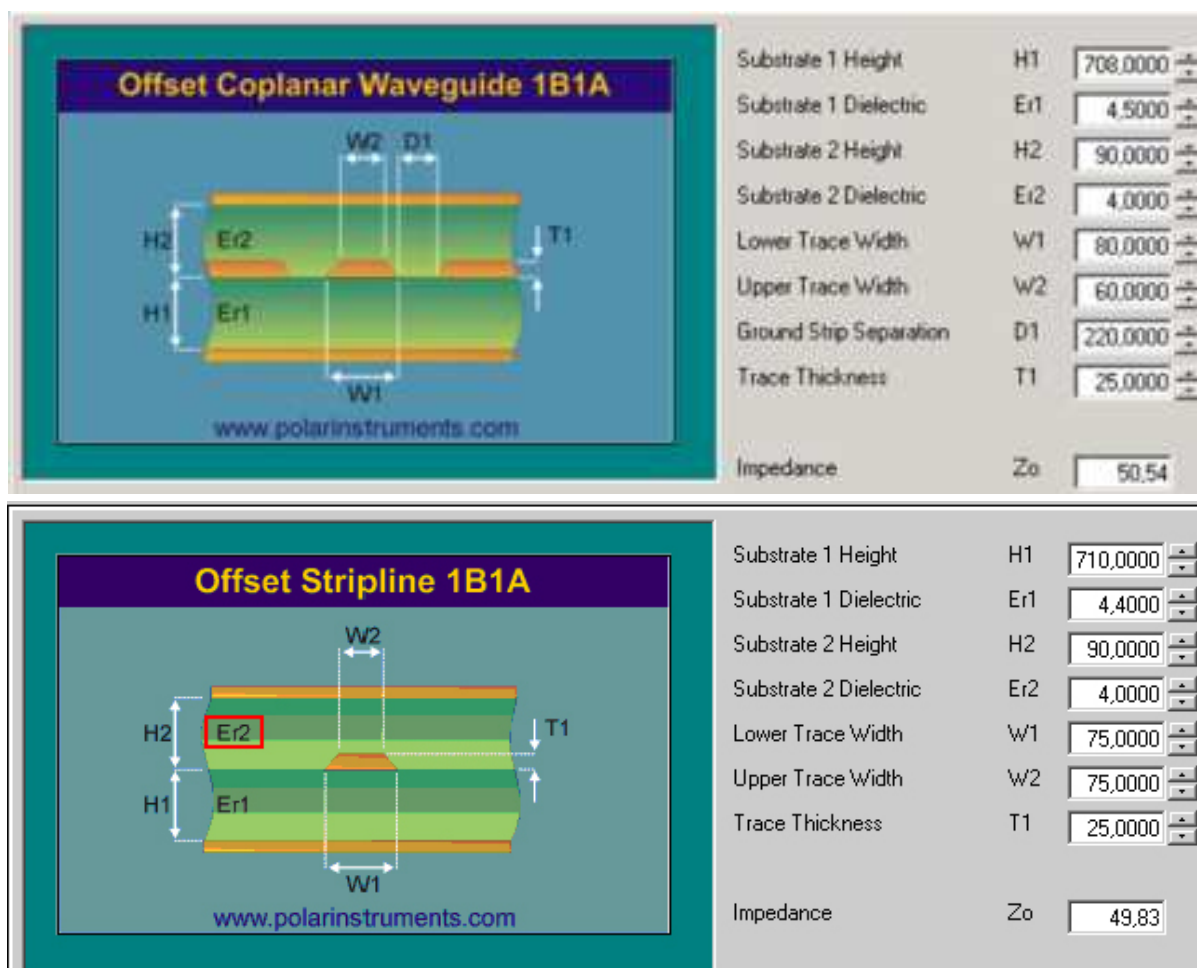 Offset Coplanar Waveguide 1B1A
W2 D1
H2 Er2 T1
H1 Er1
W1
www.polarinstruments.com
Substrate 1 Height H1 708,0000
Substrate 1 Dielectric Er1 4,5000
Substrate 2 Height H2 90,0000
Substrate 2 Dielectric Er2 4,0000
Lower Trace Width W1 80,0000
Upper Trace Width W2 60,0000
Ground Strip Separation D1 220,0000
Trace Thickness T1 25,0000
Impedance Zo 50,54
Offset Stripline 1B1A
W2
H2 Er2 T1
H1 Er1
W1
www.polarinstruments.com
Substrate 1 Height H1 710,0000
Substrate 1 Dielectric Er1 4,4000
Substrate 2 Height H2 90,0000
Substrate 2 Dielectric Er2 4,0000
Lower Trace Width W1 75,0000
Upper Trace Width W2 75,0000
Trace Thickness T1 25,0000
Impedance Zo 49,83